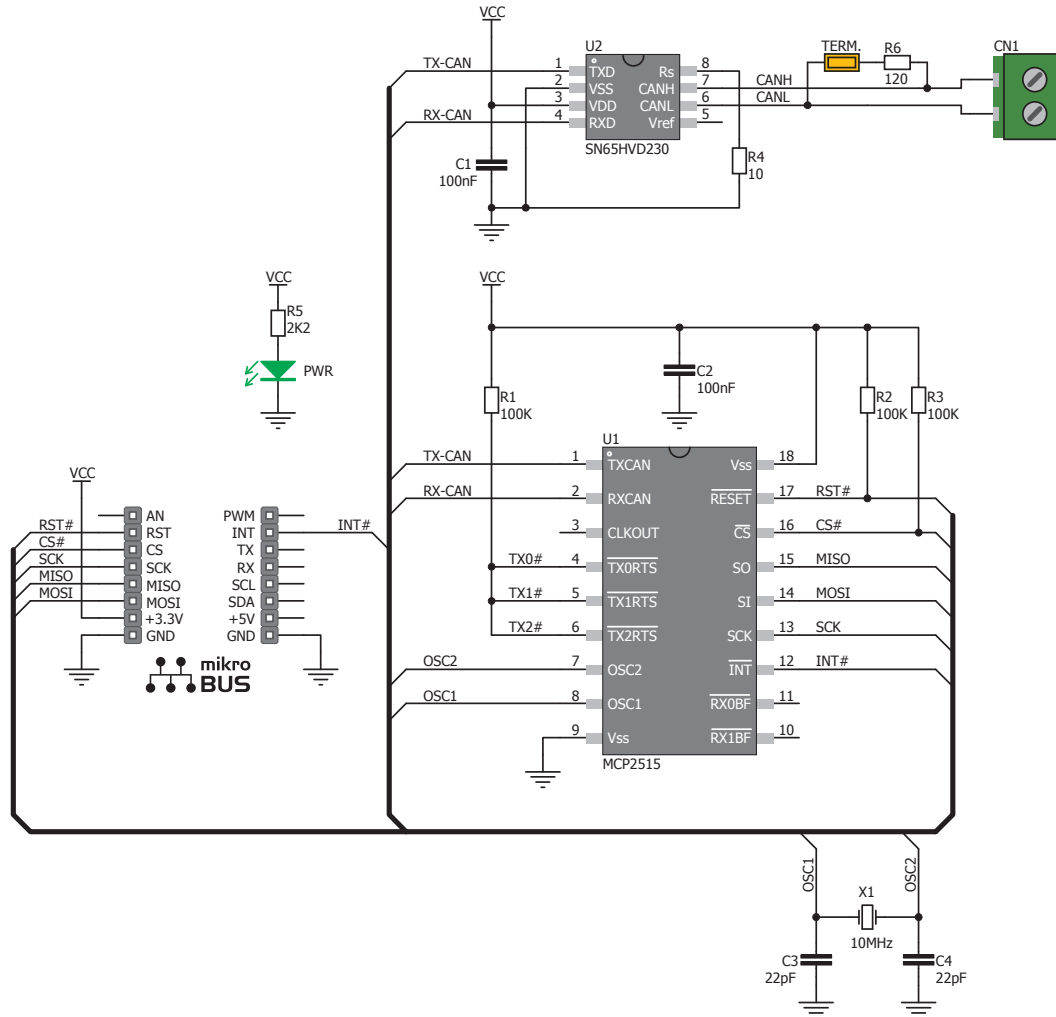 VCC
U2
TX-CAN
1
TXD
Rs
8
2
VSS
CANH
7
CANH
3
VDD
CANL
6
CANL
RX-CAN
4
RXD
Vref
5
SN65HVD230
TERM.
R6
120
CN1
C1
100nF
R4
10
VCC
R5
2K2
PWR
VCC
C2
100nF
R1
100K
R2
100K
R3
100K
U1
TX-CAN
1
TXCAN
Vss
18
RX-CAN
2
RXCAN
RESET
17
RST#
3
CLKOUT
CS
16
CS#
TX0#
4
TX0RTS
SO
15
MISO
TX1#
5
TX1RTS
SI
14
MOSI
TX2#
6
TX2RTS
SCK
13
SCK
OSC2
7
OSC2
INT
12
INT#
OSC1
8
OSC1
RX0BF
11
9
Vss
RX1BF
10
MCP2515
VCC
AN
PWM
RST#
RST
INT
INT#
CS#
CS
TX
SCK
SCK
RX
MISO
MISO
SCL
MOSI
MOSI
SDA
+3.3V
+5V
GND
GND
mikro
BUS
OSC1
OSC2
X1
10MHz
C3
22pF
C4
22pF